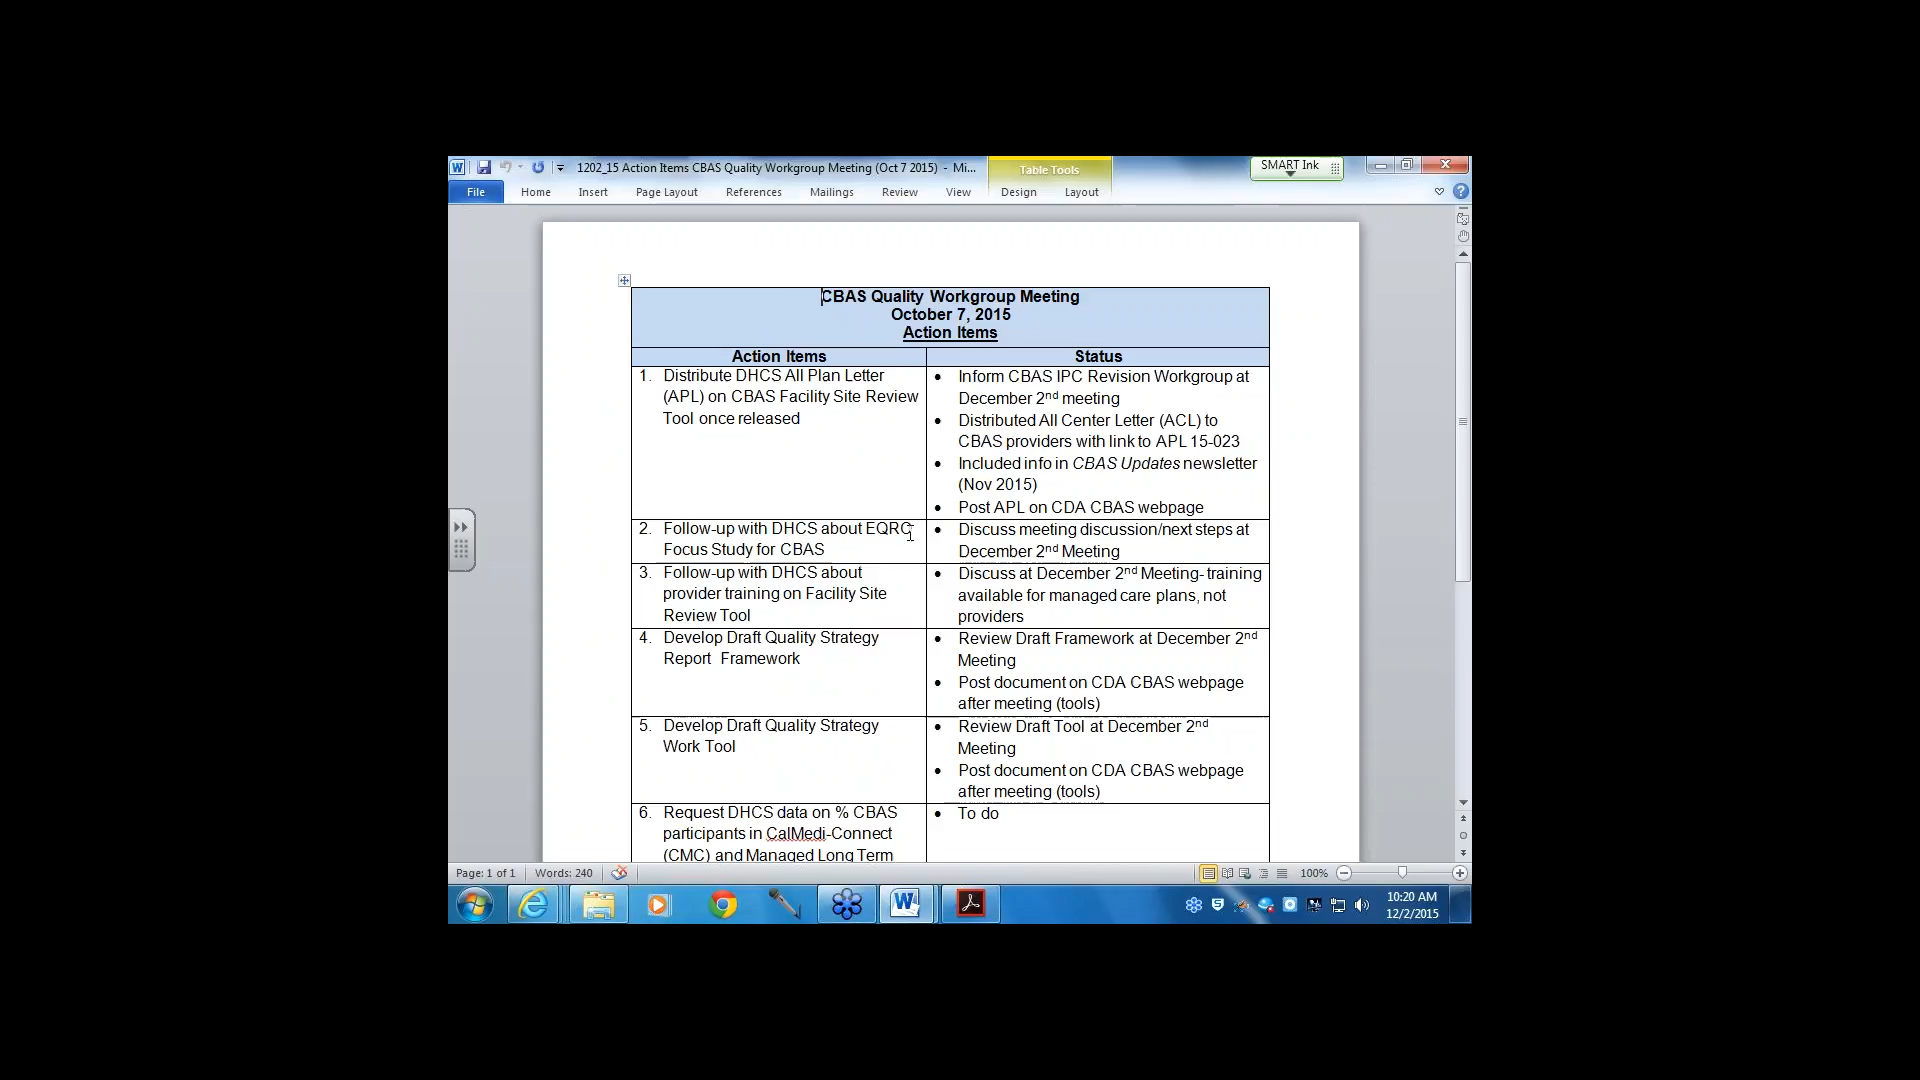 1202_15 Action Items CBAS Quality Workgroup Meeting (Oct 7 2015) - Mi...
Table Tools
SMART Ink
File Home Insert Page Layout References Mailings Review View Design Layout
CBAS Quality Workgroup Meeting
October 7, 2015
Action Items
Action Items
Status
1. Distribute DHCS All Plan Letter
(APL) on CBAS Facility Site Review
Tool once released
• Inform CBAS IPC Revision Workgroup at
December 2nd meeting
• Distributed All Center Letter (ACL) to
CBAS providers with link to APL 15-023
• Included info in CBAS Updates newsletter
(Nov 2015)
• Post APL on CDA CBAS webpage
2. Follow-up with DHCS about EQRO
Focus Study for CBAS
• Discuss meeting discussion/next steps at
December 2nd Meeting
3. Follow-up with DHCS about
provider training on Facility Site
Review Tool
• Discuss at December 2nd Meeting- training
available for managed care plans, not
providers
4. Develop Draft Quality Strategy
Report Framework
• Review Draft Framework at December 2nd
Meeting
• Post document on CDA CBAS webpage
after meeting (tools)
5. Develop Draft Quality Strategy
Work Tool
• Review Draft Tool at December 2nd
Meeting
• Post document on CDA CBAS webpage
after meeting (tools)
6. Request DHCS data on % CBAS
participants in CalMedi-Connect
(CMC) and Managed Long Term
• To do
Page: 1 of 1 Words: 240 100%
10:20 AM
12/2/2015